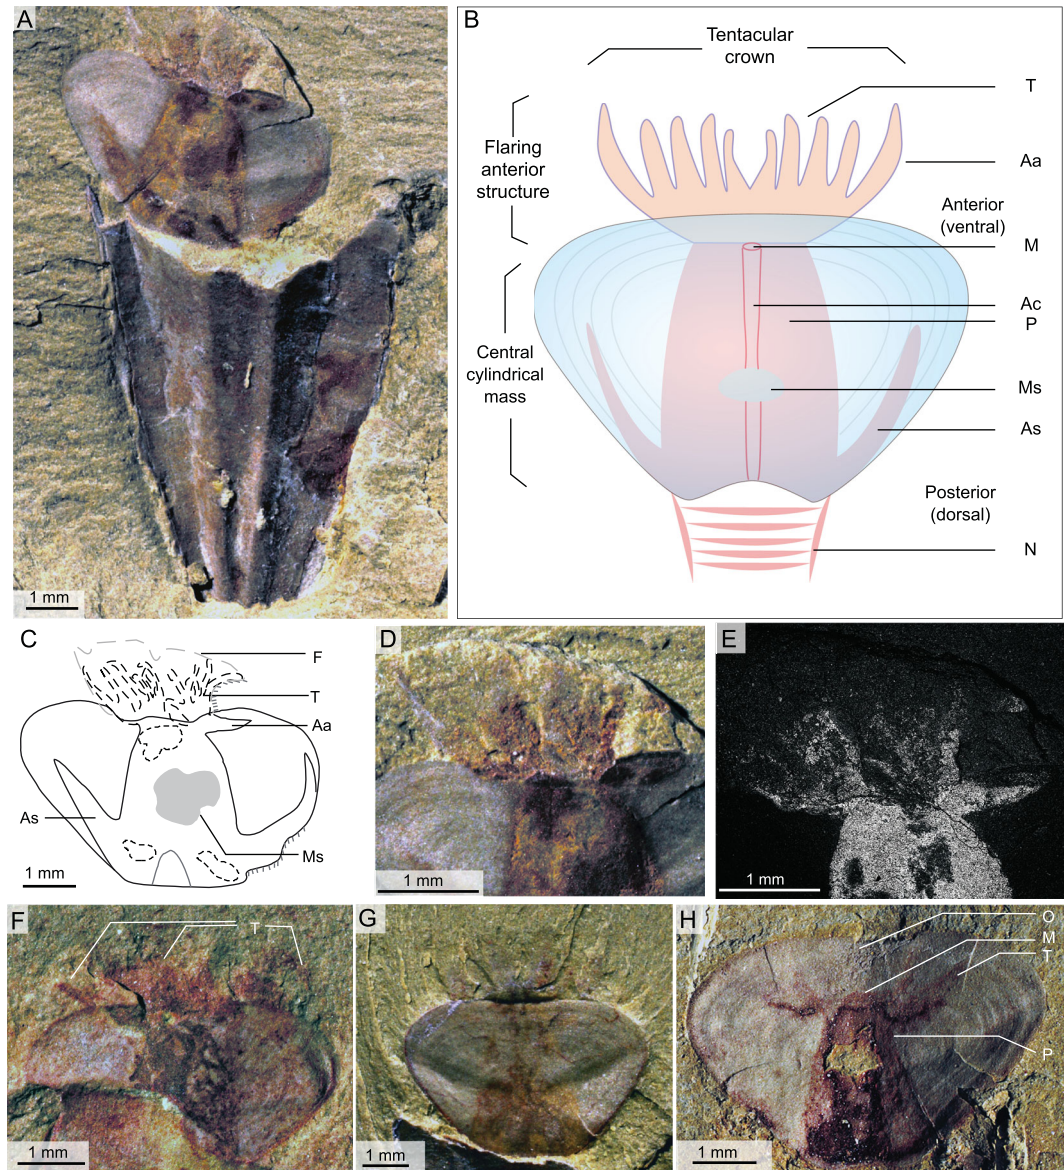 A
1 mm
B
Tentacular
crown
T
Flaring
anterior
structure
Aa
Anterior
(ventral)
M
Ac
P
Central
cylindrical
mass
Ms
As
Posterior
(dorsal)
N
C
F
T
Aa
As
Ms
1 mm
D
1 mm
E
1 mm
F
T
1 mm
G
1 mm
H
O
M
T
P
1 mm